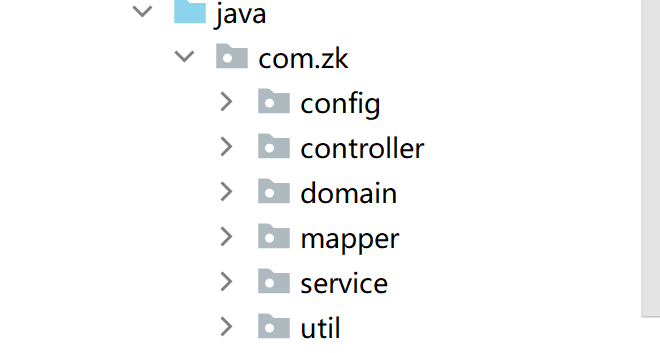 java
com.zk
config
controller
domain
mapper
service
util